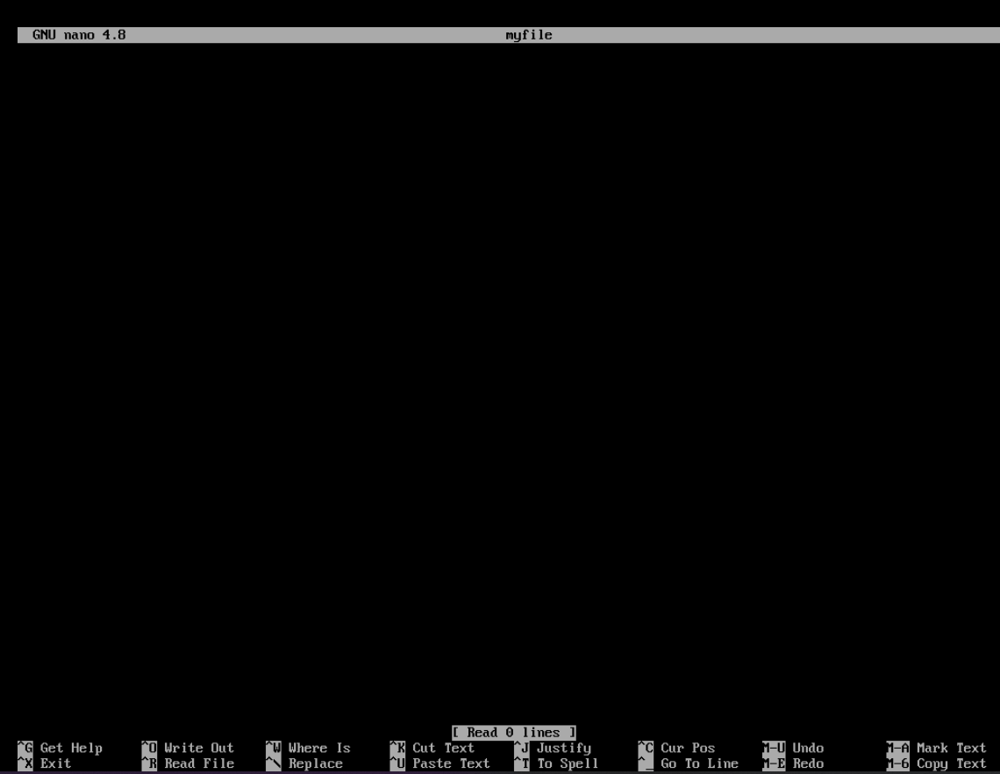 GNU nano 4.8 myfile
[ Read 0 lines ]
^G Get Help ^O Write Out ^W Where Is ^K Cut Text ^J Justify ^C Cur Pos M-U Undo M-A Mark Text
^X Exit ^R Read File ^\ Replace ^U Paste Text ^T To Spell ^_ Go To Line M-E Redo M-6 Copy Text